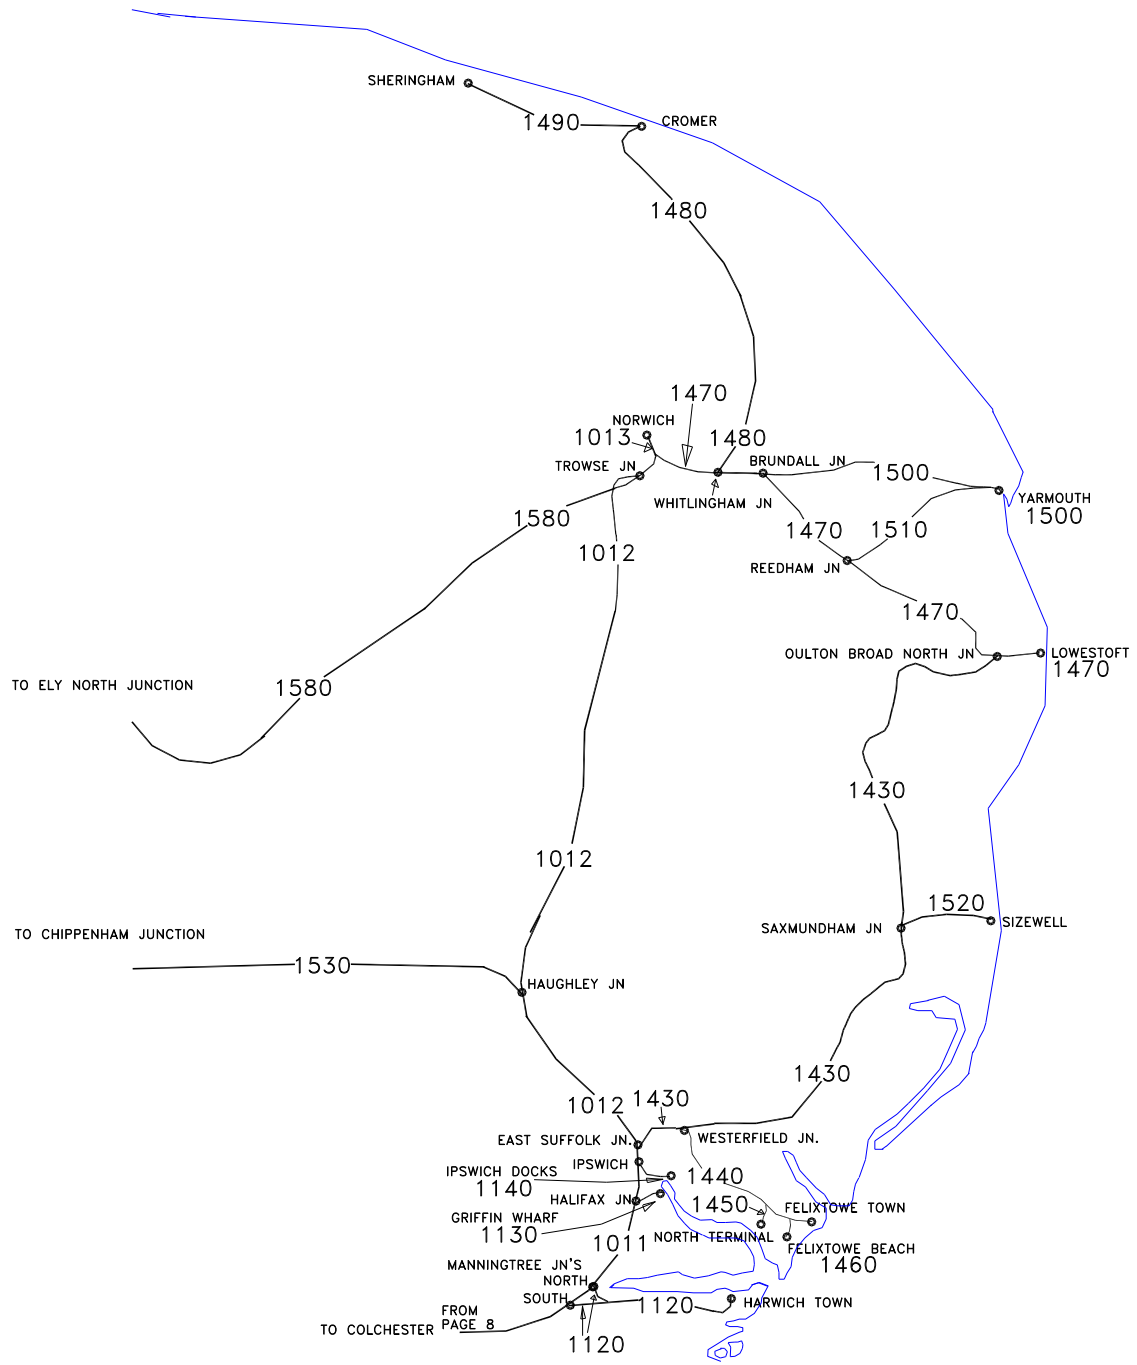 SHERINGHAM
1490
CROMER
1480
1470
NORWICH
1013
1480
TROWSE JN
BRUNDALL JN
1500
WHITLINGHAM JN
YARMOUTH
1500
1580
1470
1510
1012
REEDHAM JN
1470
OULTON BROAD NORTH JN
LOWESTOFT
1470
TO ELY NORTH JUNCTION
1580
1430
1012
1520
SAXMUNDHAM JN
SIZEWELL
TO CHIPPENHAM JUNCTION
1530
HAUGHLEY JN
1430
1012
1430
EAST SUFFOLK JN.
WESTERFIELD JN.
IPSWICH
IPSWICH DOCKS
1140
1440
HALIFAX JN
1450
FELIXTOWE TOWN
GRIFFIN WHARF
1130
1011
NORTH TERMINAL
FELIXTOWE BEACH
1460
MANNINGTREE JN'S
NORTH
SOUTH
1120
HARWICH TOWN
FROM
PAGE 8
TO COLCHESTER
1120